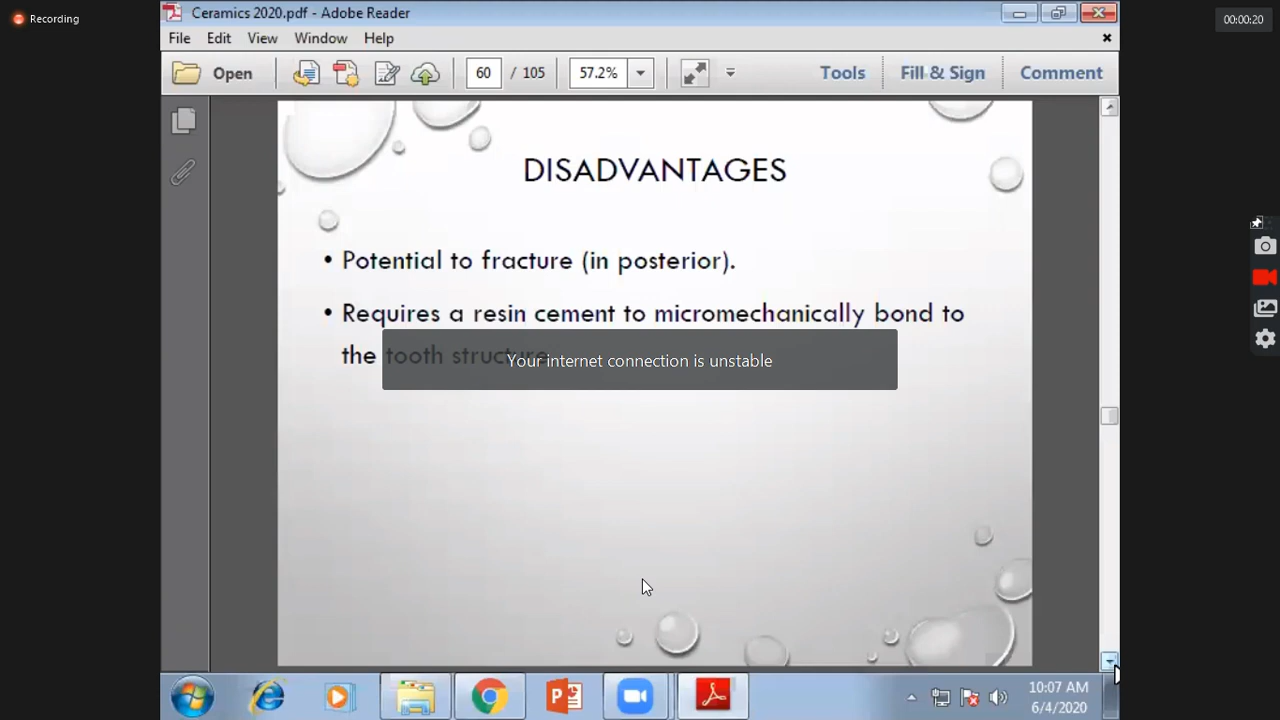 Recording
Ceramics 2020.pdf - Adobe Reader
00:00:20
File Edit View Window Help
Open 60 / 105 57.2% Tools Fill & Sign Comment
DISADVANTAGES
• Potential to fracture (in posterior).
• Requires a resin cement to micromechanically bond to
the tooth structure
Your internet connection is unstable
10:07 AM
6/4/2020